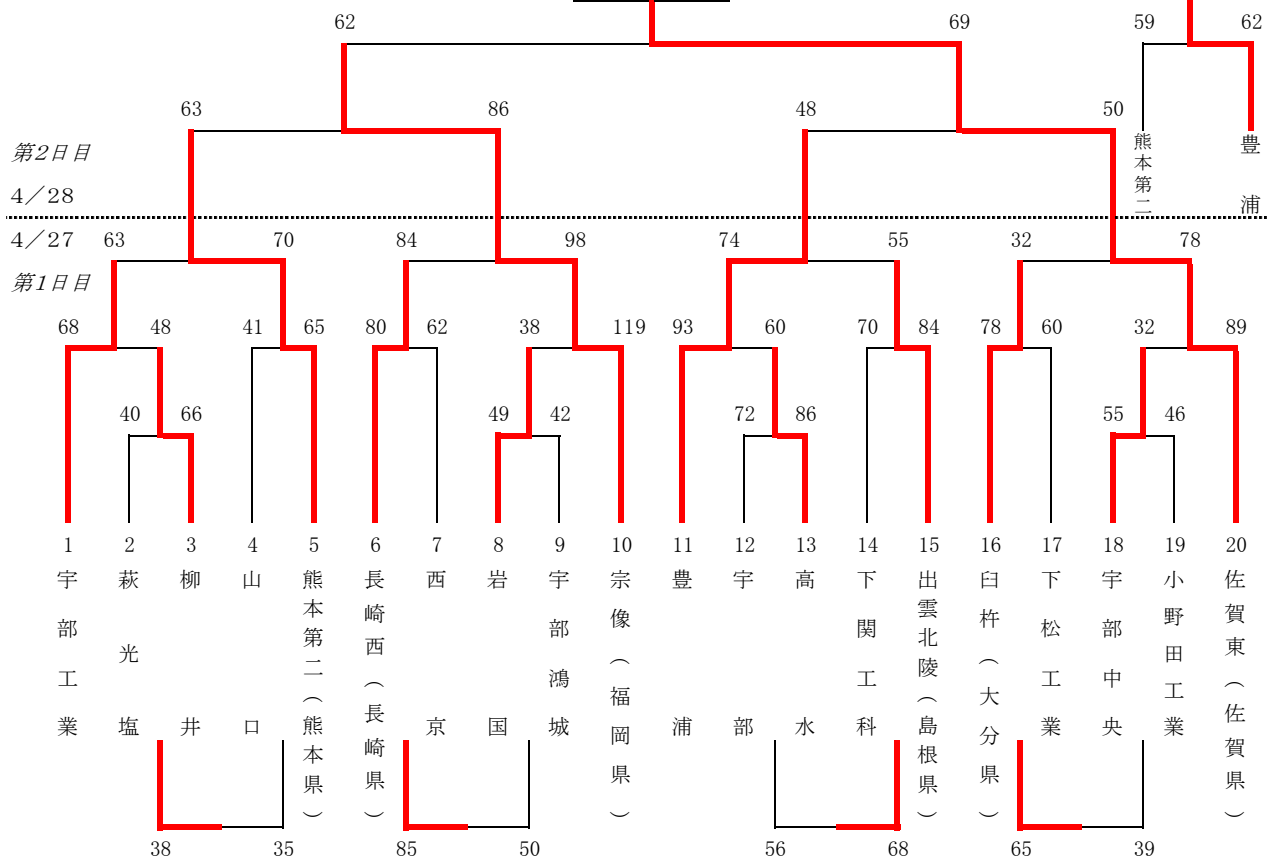 62 69 59 62
63 86 48 50
熊本第二
豊浦
第2日目
4／28
4／27 63 70 84 98 74 55 32 78
第1日目
68 48 41 65 80 62 38 119 93 60 70 84 78 60 32 89
40 66 49 42 72 86 55 46
1 2 3 4 5 6 7 8 9 10 11 12 13 14 15 16 17 18 19 20
宇部工業
萩光塩
柳井
山口
熊本第二（熊本県）
長崎西（長崎県）
西京
岩国
宇部鴻城
宗像（福岡県）
豊浦
宇部
高水
下関工科
出雲北陵（島根県）
臼杵（大分県）
下松工業
宇部中央
小野田工業
佐賀東（佐賀県）
38 35 85 50 56 68 65 39